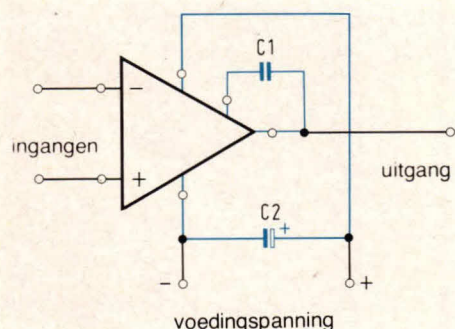 C1
−
ingangen
+
uitgang
C2
+
− +
voedingspanning